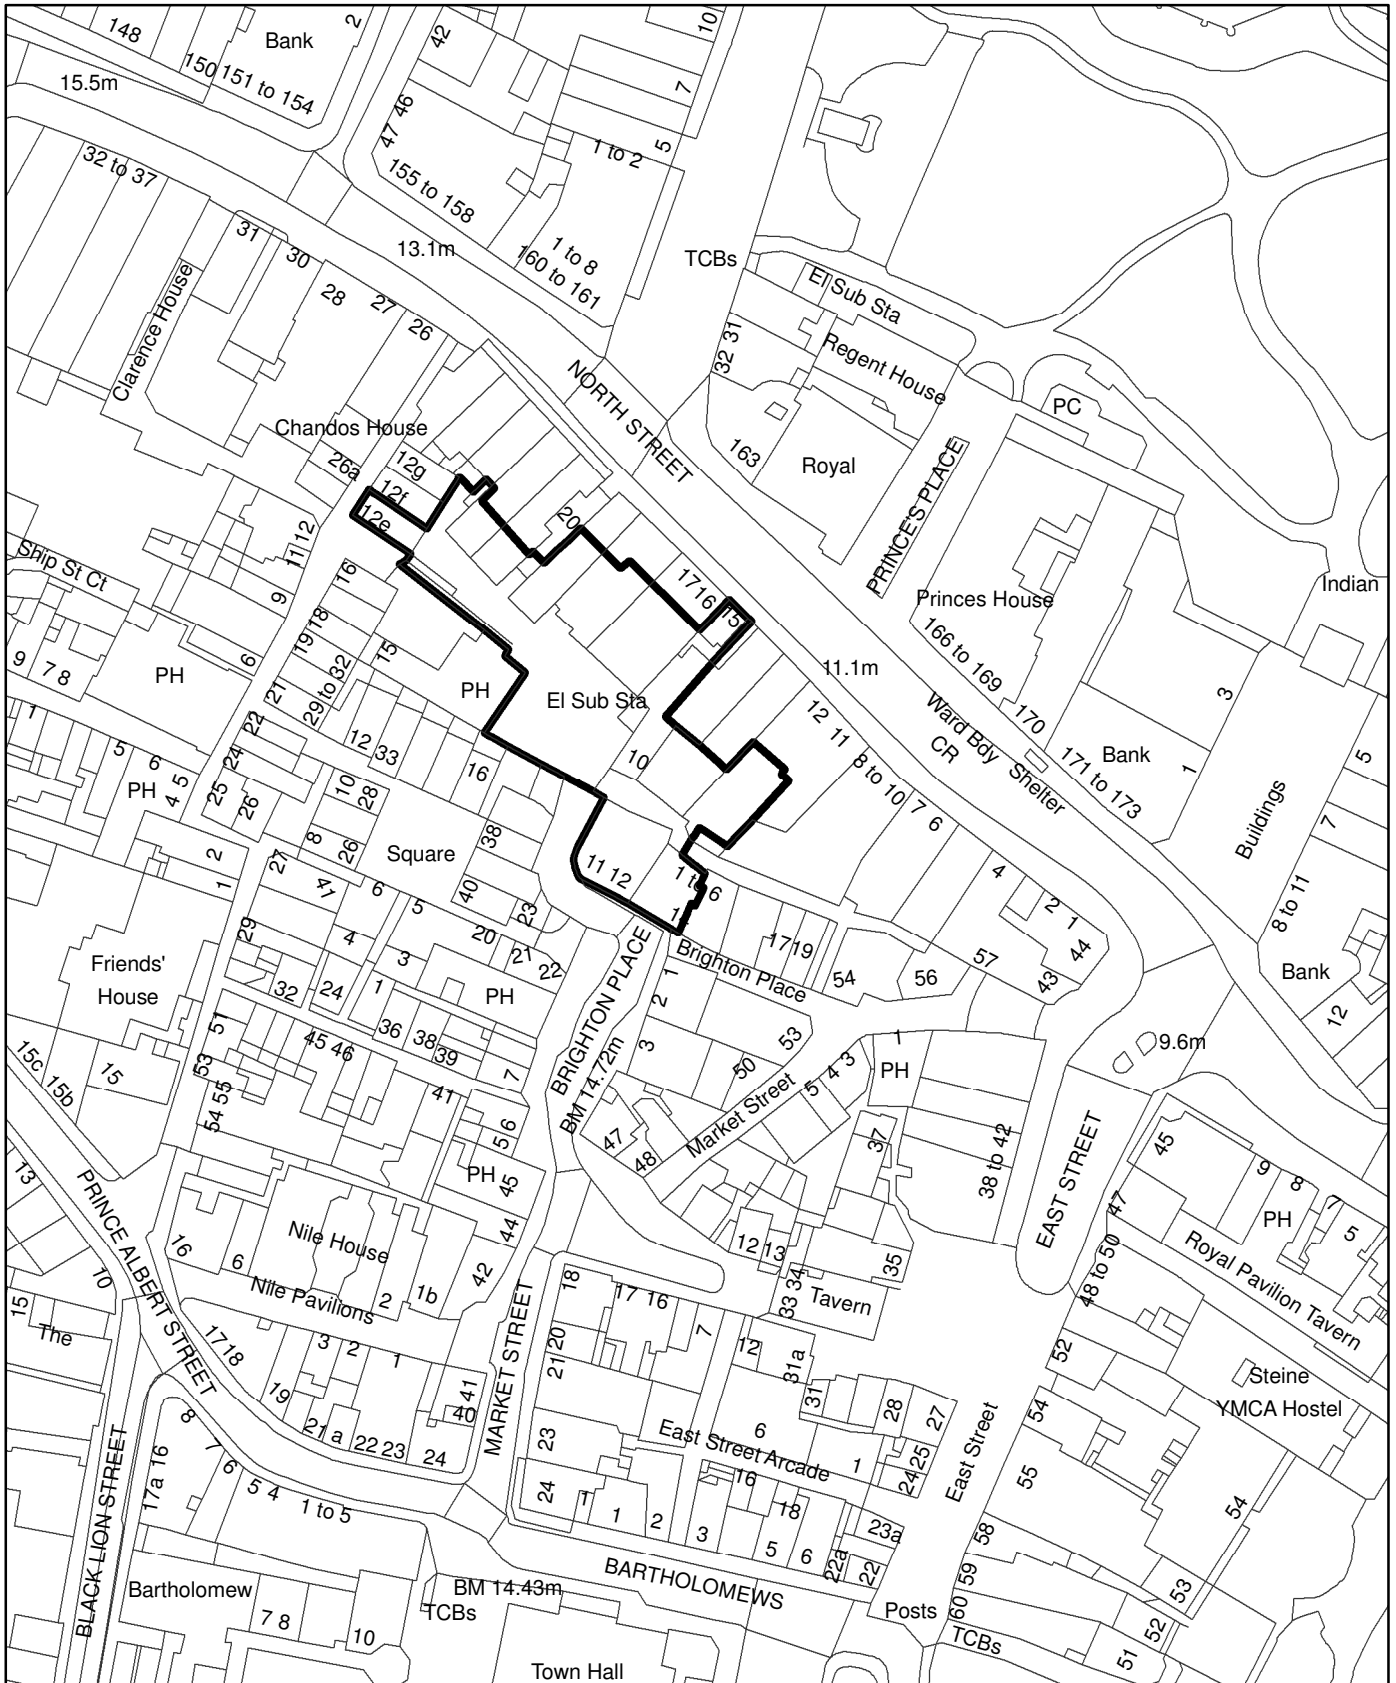 148
150
151 to 154
Bank
2
42
10
7
5
15.5m
47
46
1 to 2
32 to 37
155 to 158
13.1m
1 to 8
160 to 161
TCBs
El Sub Sta
31
30
28
27
26
Clarence House
32
31
Regent House
NORTH STREET
PC
Chandos House
26a
12g
12f
12e
163
Royal
PRINCE'S PLACE
20
11
12
Ship St Ct
9
16
17
16
15
Princes House
Indian
18
19
6
9
7
8
PH
15
21
29 to 32
PH
El Sub Sta
11.1m
166 to 169
170
3
1
22
12
33
12
11
Ward Bdy
CR
Shelter
Bank
171 to 173
1
5
5
6
PH
4
5
24
25
26
10
28
16
10
8 to 10
7
6
Buildings
7
2
1
27
8
26
Square
38
11
12
1 to 6
4
2
1
44
8 to 11
41
6
5
40
23
29
4
3
20
21
22
17
19
Brighton Place
54
56
57
43
Friends'
House
32
24
1
PH
BRIGHTON PLACE
BM 14.72m
1
2
3
Bank
12
51
36
38
39
45
46
53
50
1
PH
9.6m
15c
15b
15
53
55
54
41
7
5
6
47
48
Market Street
5
4
3
37
38 to 42
EAST STREET
45
9
8
PH
7
5
13
PRINCE ALBERT STREET
PH
45
44
47
16
6
Nile House
Nile Pavilions
2
1b
42
12
13
35
48 to 50
Royal Pavilion Tavern
10
15
The
18
17
16
33
34
Tavern
MARKET STREET
20
21
7
12
31a
52
Steine
YMCA Hostel
17
18
3
2
1
19
21
a
22
23
24
41
40
31
28
27
54
6
East Street Arcade
1
25
24
East Street
55
54
BLACK LION STREET
8
7
6
17a
16
5
4
1 to 5
23
24
1
1
2
3
16
18
5
6
23a
22a
22
58
59
60
53
52
51
Bartholomew
7
8
10
BARTHOLOMEWS
BM 14.43m
TCBs
Posts
TCBs
Town Hall